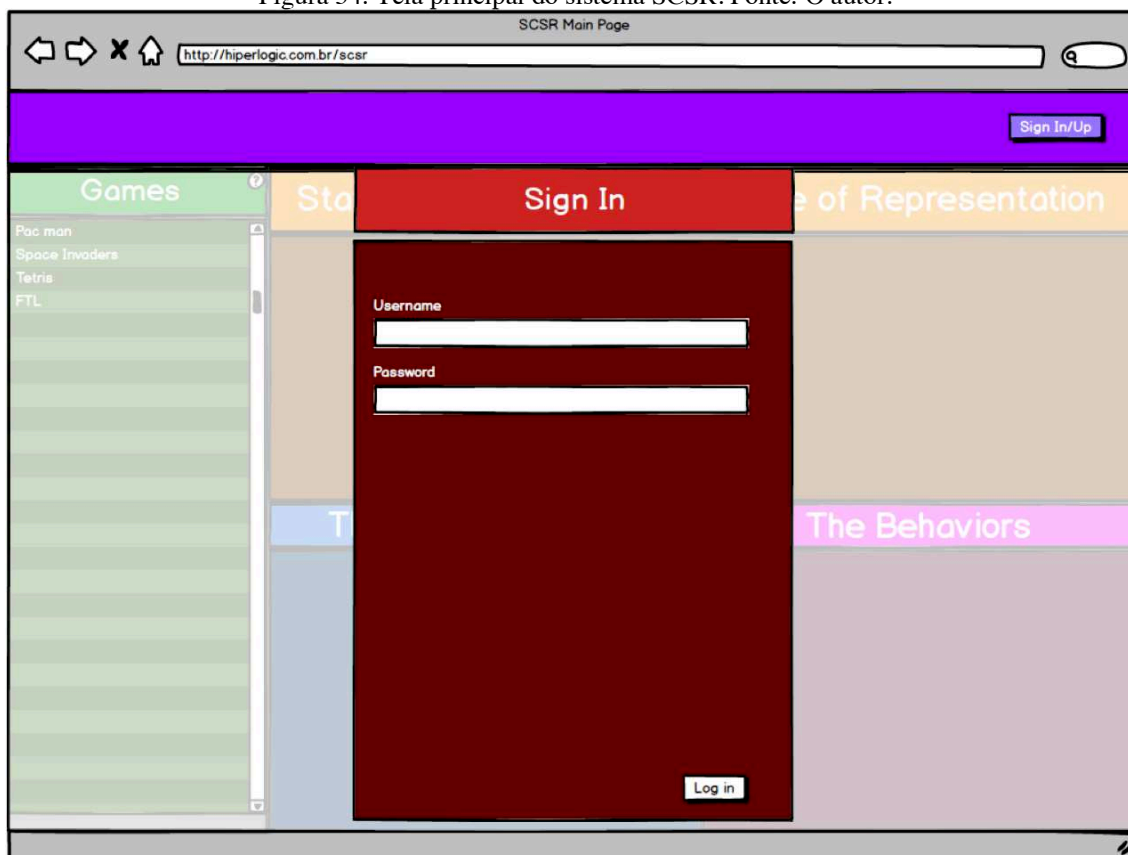 Figura 34: Tela principal do sistema SCSR. Fonte: O autor.
SCSR Main Page
http://hiperlogic.com.br/scsr
Sign In/Up
Games
?
Sta
Sign In
e of Representation
Pac man
Space Invaders
Tetris
FTL
Username
Password
T
The Behaviors
Log in